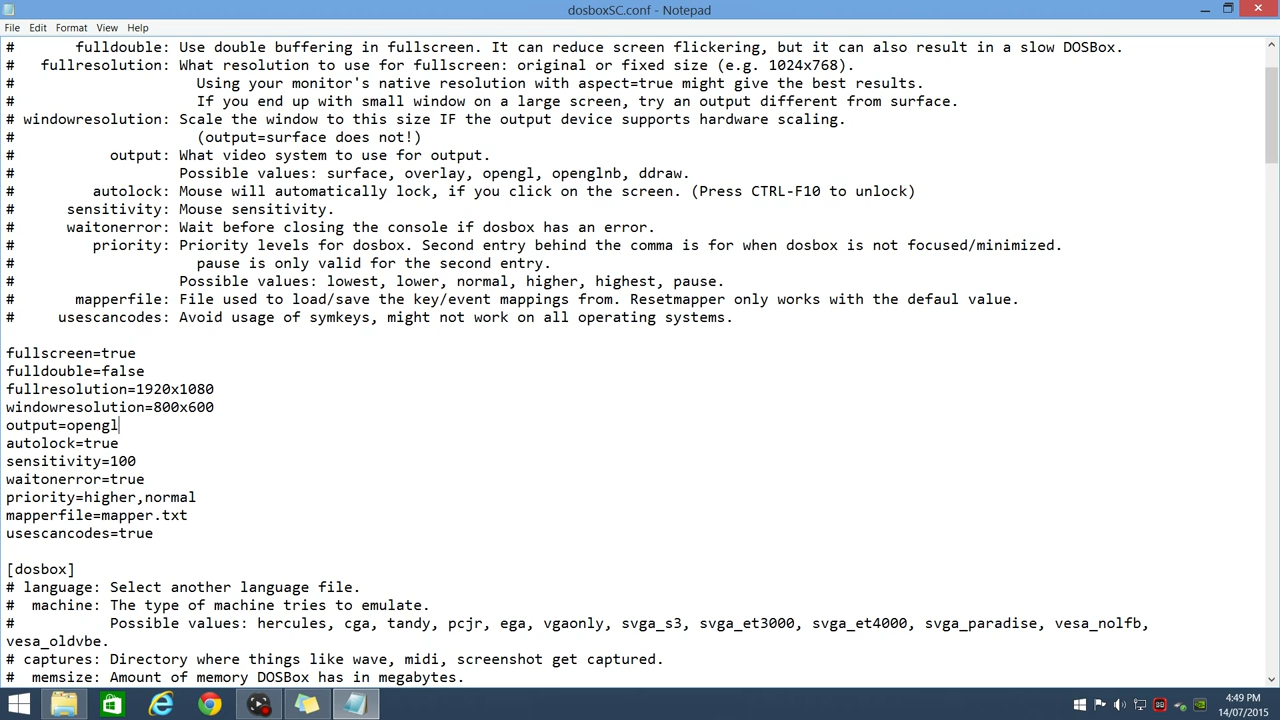 dosboxSC.conf - Notepad
File Edit Format View Help
# fulldouble: Use double buffering in fullscreen. It can reduce screen flickering, but it can also result in a slow DOSBox.
# fullresolution: What resolution to use for fullscreen: original or fixed size (e.g. 1024x768).
# Using your monitor's native resolution with aspect=true might give the best results.
# If you end up with small window on a large screen, try an output different from surface.
# windowresolution: Scale the window to this size IF the output device supports hardware scaling.
# (output=surface does not!)
# output: What video system to use for output.
# Possible values: surface, overlay, opengl, openglnb, ddraw.
# autolock: Mouse will automatically lock, if you click on the screen. (Press CTRL-F10 to unlock)
# sensitivity: Mouse sensitivity.
# waitonerror: Wait before closing the console if dosbox has an error.
# priority: Priority levels for dosbox. Second entry behind the comma is for when dosbox is not focused/minimized.
# pause is only valid for the second entry.
# Possible values: lowest, lower, normal, higher, highest, pause.
# mapperfile: File used to load/save the key/event mappings from. Resetmapper only works with the defaul value.
# usescancodes: Avoid usage of symkeys, might not work on all operating systems.
fullscreen=true
fulldouble=false
fullresolution=1920x1080
windowresolution=800x600
output=opengl
autolock=true
sensitivity=100
waitonerror=true
priority=higher,normal
mapperfile=mapper.txt
usescancodes=true
[dosbox]
# language: Select another language file.
# machine: The type of machine tries to emulate.
# Possible values: hercules, cga, tandy, pcjr, ega, vgaonly, svga_s3, svga_et3000, svga_et4000, svga_paradise, vesa_nolfb,
vesa_oldvbe.
# captures: Directory where things like wave, midi, screenshot get captured.
# memsize: Amount of memory DOSBox has in megabytes.
4:49 PM
14/07/2015